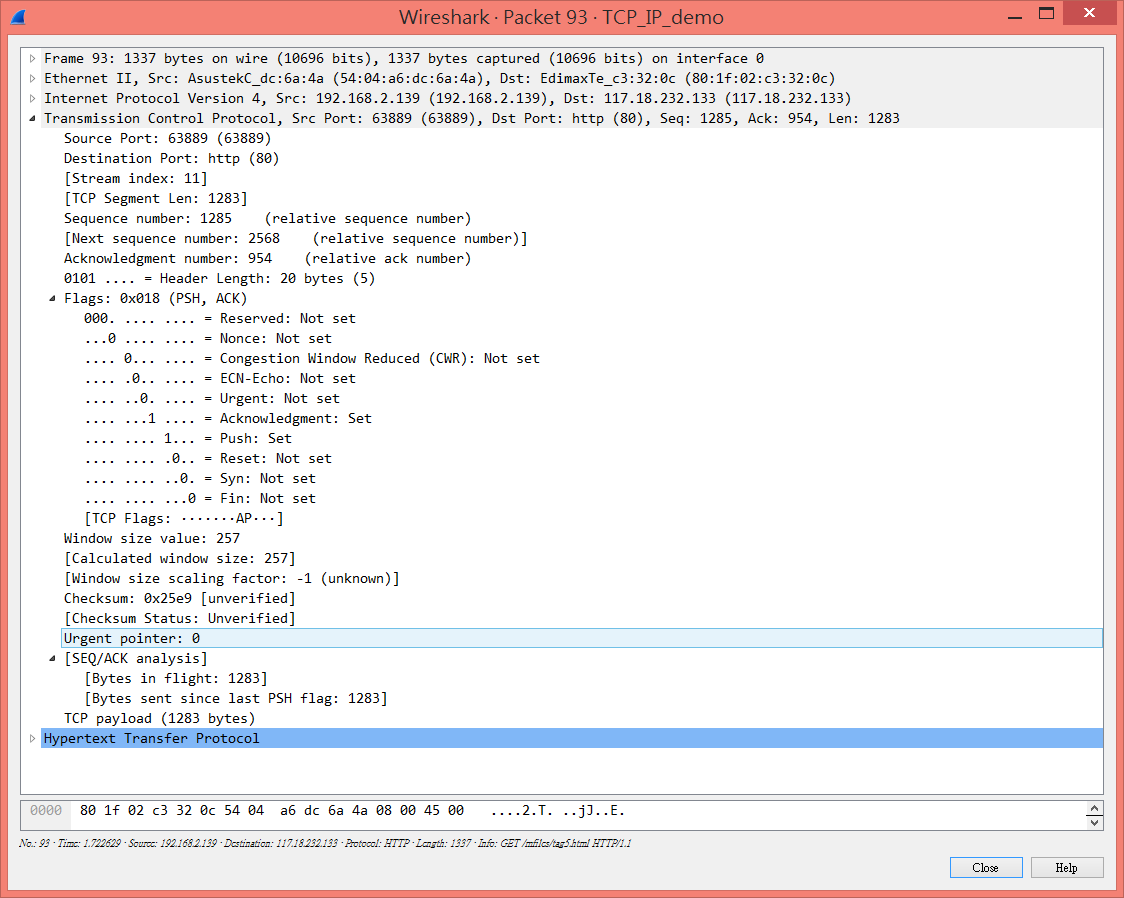 Wireshark · Packet 93 · TCP_IP_demo
Frame 93: 1337 bytes on wire (10696 bits), 1337 bytes captured (10696 bits) on interface 0
Ethernet II, Src: AsustekC_dc:6a:4a (54:04:a6:dc:6a:4a), Dst: EdimaxTe_c3:32:0c (80:1f:02:c3:32:0c)
Internet Protocol Version 4, Src: 192.168.2.139 (192.168.2.139), Dst: 117.18.232.133 (117.18.232.133)
Transmission Control Protocol, Src Port: 63889 (63889), Dst Port: http (80), Seq: 1285, Ack: 954, Len: 1283
Source Port: 63889 (63889)
Destination Port: http (80)
[Stream index: 11]
[TCP Segment Len: 1283]
Sequence number: 1285    (relative sequence number)
[Next sequence number: 2568    (relative sequence number)]
Acknowledgment number: 954    (relative ack number)
0101 .... = Header Length: 20 bytes (5)
Flags: 0x018 (PSH, ACK)
000. .... .... = Reserved: Not set
...0 .... .... = Nonce: Not set
.... 0... .... = Congestion Window Reduced (CWR): Not set
.... .0.. .... = ECN-Echo: Not set
.... ..0. .... = Urgent: Not set
.... ...1 .... = Acknowledgment: Set
.... .... 1... = Push: Set
.... .... .0.. = Reset: Not set
.... .... ..0. = Syn: Not set
.... .... ...0 = Fin: Not set
[TCP Flags: ·······AP···]
Window size value: 257
[Calculated window size: 257]
[Window size scaling factor: -1 (unknown)]
Checksum: 0x25e9 [unverified]
[Checksum Status: Unverified]
Urgent pointer: 0
[SEQ/ACK analysis]
[Bytes in flight: 1283]
[Bytes sent since last PSH flag: 1283]
TCP payload (1283 bytes)
Hypertext Transfer Protocol
0000  80 1f 02 c3 32 0c 54 04  a6 dc 6a 4a 08 00 45 00   ....2.T. ..jJ..E.
No.: 93 · Time: 1.722629 · Source: 192.168.2.139 · Destination: 117.18.232.133 · Protocol: HTTP · Length: 1337 · Info: GET /mfiles/tag5.html HTTP/1.1
Close Help